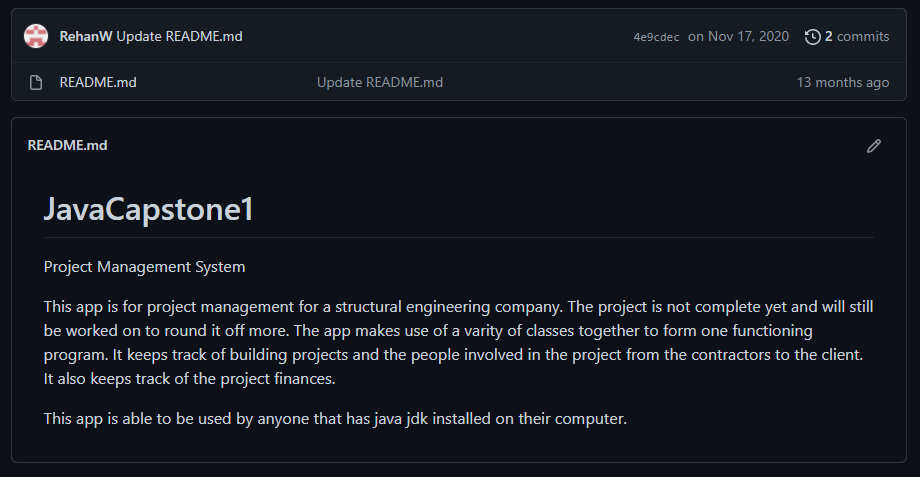 RehanW Update README.md 4e9cdec on Nov 17, 2020 2 commits
README.md Update README.md 13 months ago
README.md
JavaCapstone1
Project Management System
This app is for project management for a structural engineering company. The project is not complete yet and will still
be worked on to round it off more. The app makes use of a varity of classes together to form one functioning
program. It keeps track of building projects and the people involved in the project from the contractors to the client.
It also keeps track of the project finances.
This app is able to be used by anyone that has java jdk installed on their computer.